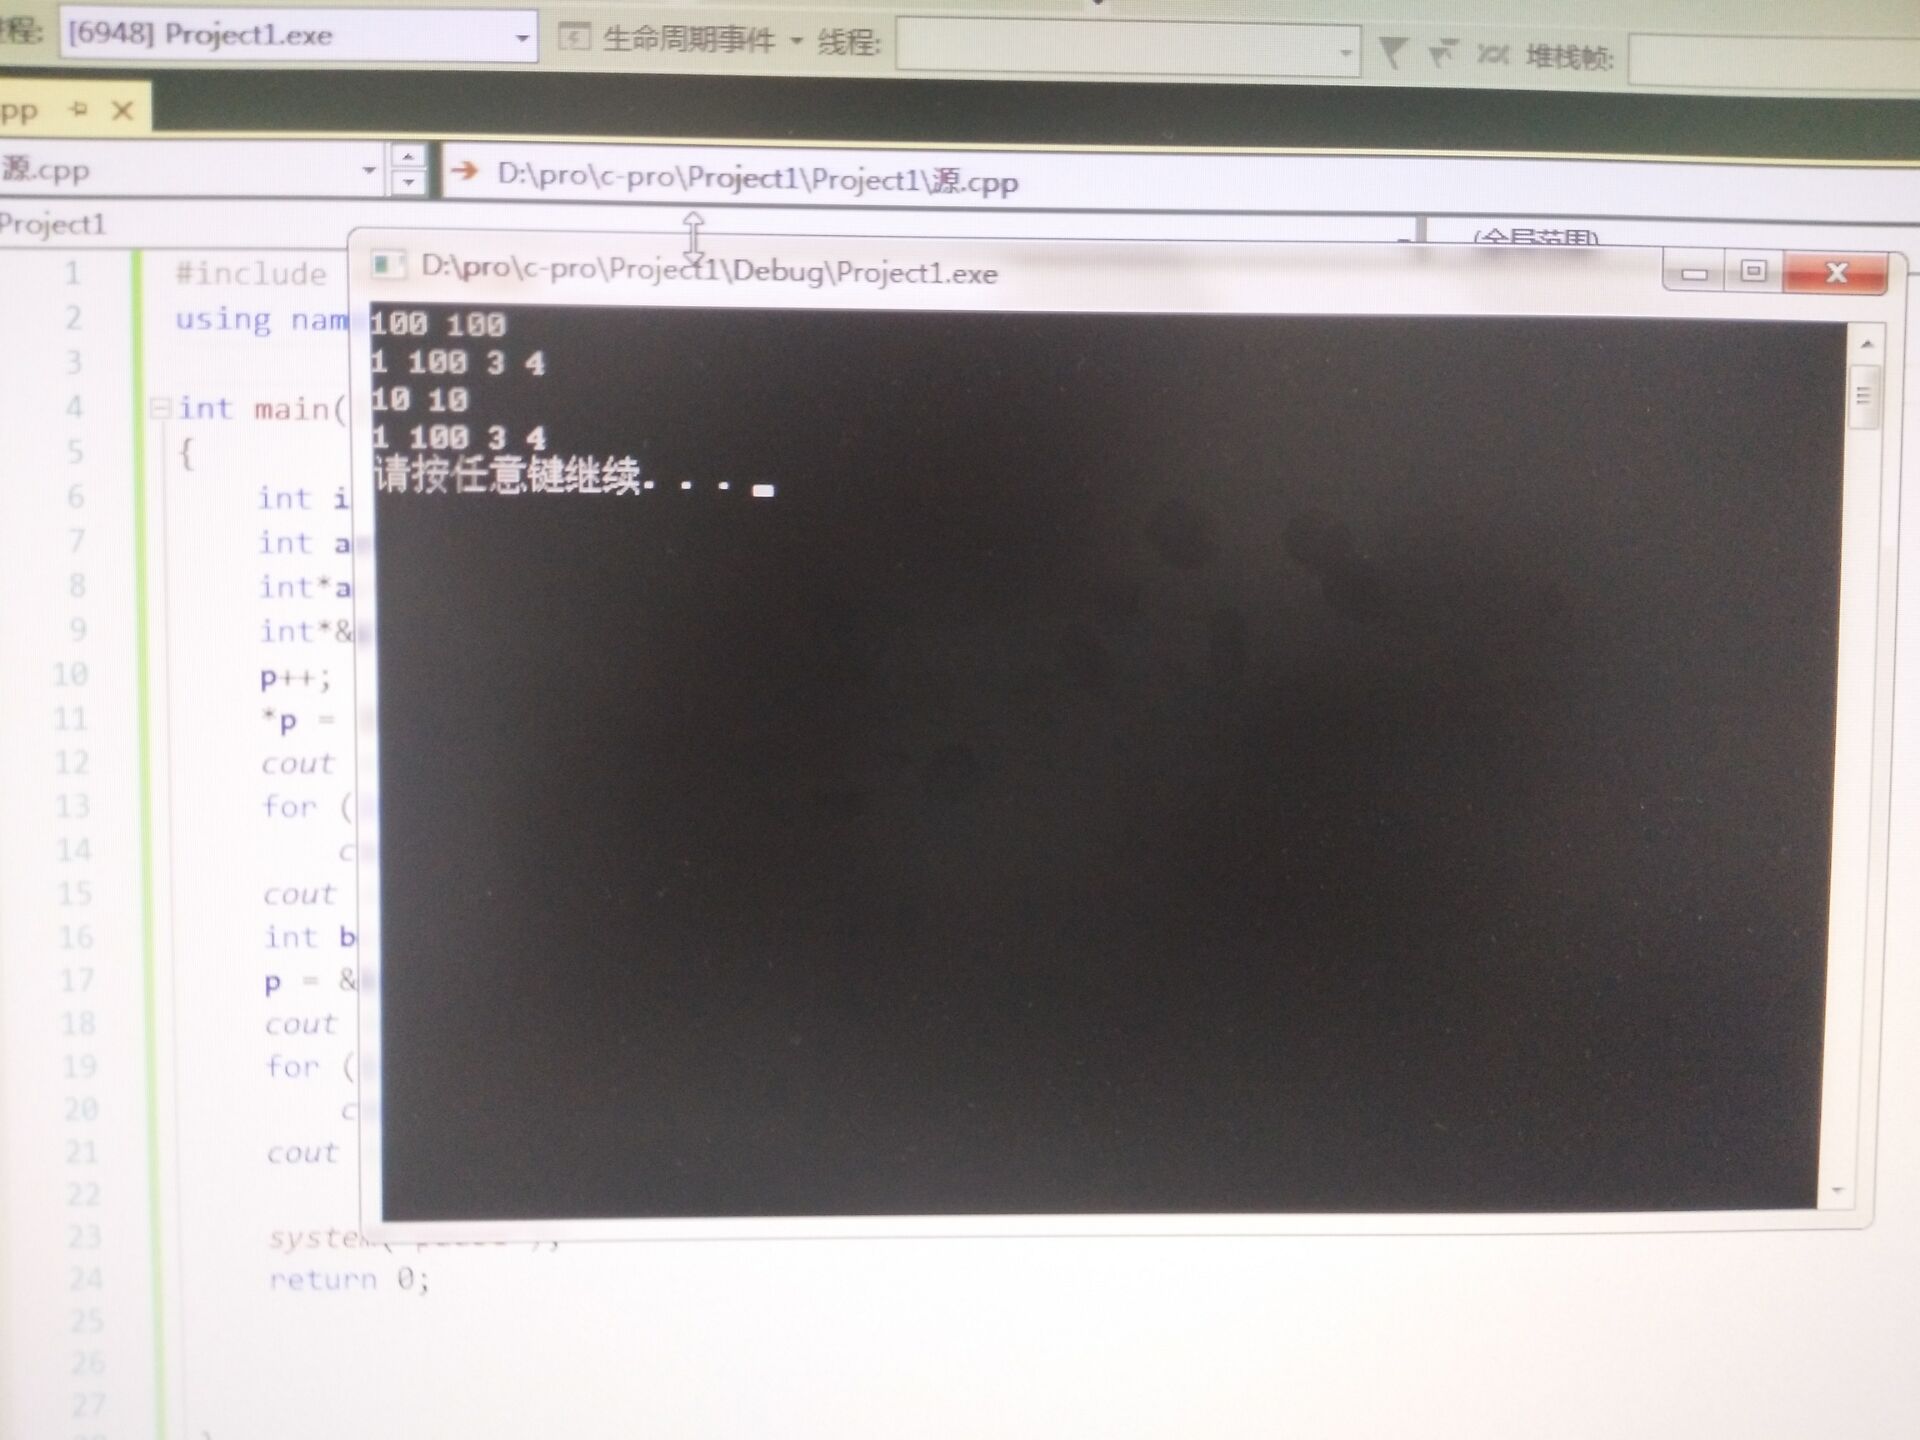 程: [6948] Project1.exe 生命周期事件 线程: 堆栈帧:
pp
源.cpp D:\pro\c-pro\Project1\Project1\源.cpp
Project1 (全局范围)
D:\pro\c-pro\Project1\Debug\Project1.exe
100 100
1 100 3 4
10 10
1 100 3 4
请按任意键继续. . .
1 #include
2 using nam
3
4 int main(
5 {
6 int i
7 int a
8 int*a
9 int*&
10 p++;
11 *p =
12 cout
13 for (
14 c
15 cout
16 int b
17 p = &
18 cout
19 for (
20 c
21 cout
22
23 system(
24 return 0;
25
26
27